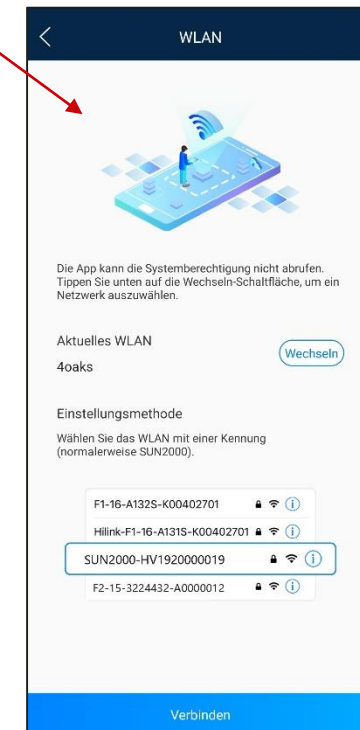 WLAN
Die App kann die Systemberechtigung nicht abrufen.
Tippen Sie unten auf die Wechseln-Schaltfläche, um ein
Netzwerk auszuwählen.
Aktuelles WLAN
Wechseln
4oaks
Einstellungsmethode
Wählen Sie das WLAN mit einer Kennung
(normalerweise SUN2000).
F1-16-A132S-K00402701
Hilink-F1-16-A131S-K00402701
SUN2000-HV1920000019
F2-15-3224432-A0000012
Verbinden